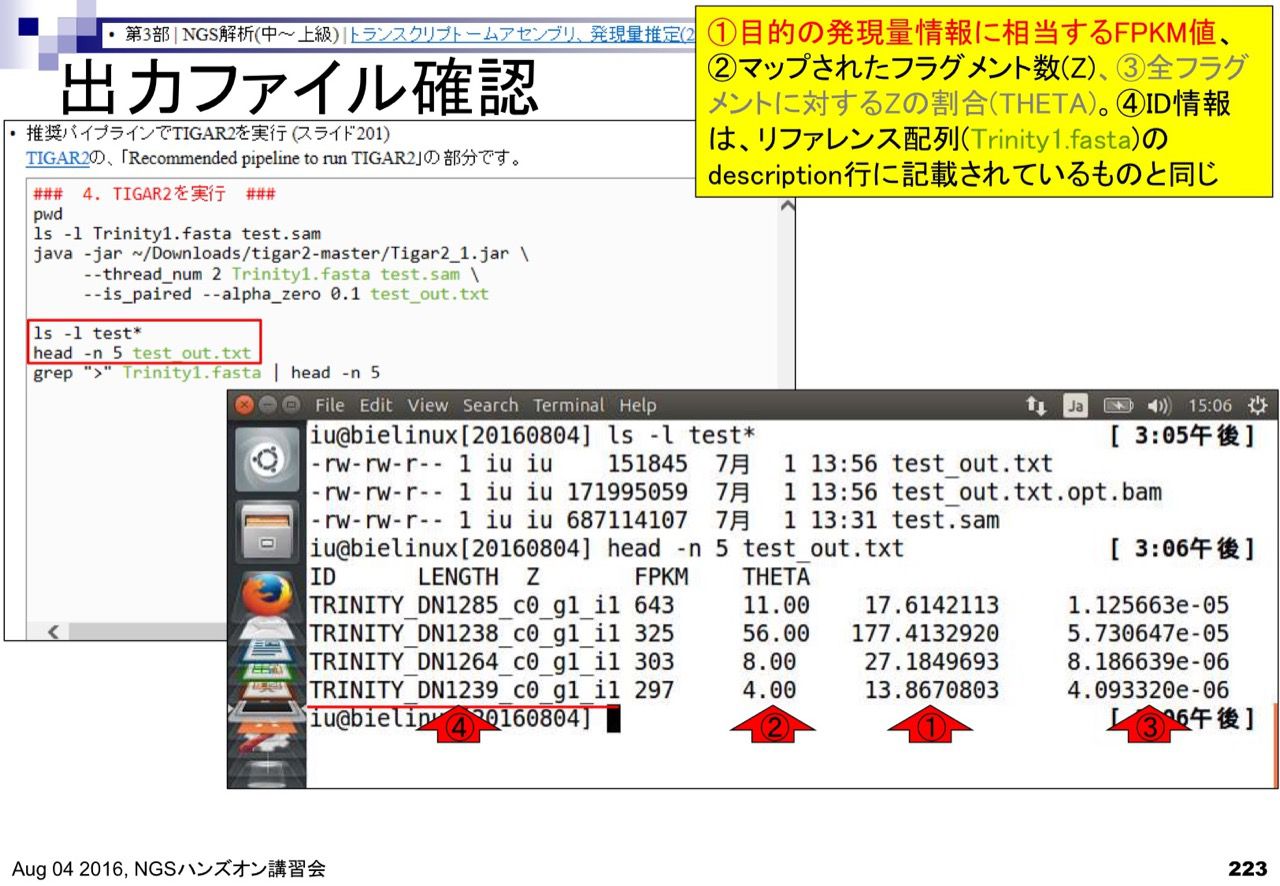 • 第3部 | NGS解析(中～上級) | トランスクリプトームアセンブリ、発現量推定(2
出力ファイル確認
①目的の発現量情報に相当するFPKM値、
②マップされたフラグメント数(Z)、③全フラグ
メントに対するZの割合(THETA)。④ID情報
は、リファレンス配列(Trinity1.fasta)の
description行に記載されているものと同じ
• 推奨パイプラインでTIGAR2を実行 (スライド201)
TIGAR2の、「Recommended pipeline to run TIGAR2」の部分です。
### 4. TIGAR2を実行 ###
pwd
ls -l Trinity1.fasta test.sam
java -jar ~/Downloads/tigar2-master/Tigar2_1.jar \
--thread_num 2 Trinity1.fasta test.sam \
--is_paired --alpha_zero 0.1 test_out.txt
ls -l test*
head -n 5 test_out.txt
grep ">" Trinity1.fasta | head -n 5
File Edit View Search Terminal Help Ja 15:06
iu@bielinux[20160804] ls -l test* [ 3:05午後]
-rw-rw-r-- 1 iu iu 151845 7月 1 13:56 test_out.txt
-rw-rw-r-- 1 iu iu 171995059 7月 1 13:56 test_out.txt.opt.bam
-rw-rw-r-- 1 iu iu 687114107 7月 1 13:31 test.sam
iu@bielinux[20160804] head -n 5 test_out.txt [ 3:06午後]
ID LENGTH Z FPKM THETA
TRINITY_DN1285_c0_g1_i1 643 11.00 17.6142113 1.125663e-05
TRINITY_DN1238_c0_g1_i1 325 56.00 177.4132920 5.730647e-05
TRINITY_DN1264_c0_g1_i1 303 8.00 27.1849693 8.186639e-06
TRINITY_DN1239_c0_g1_i1 297 4.00 13.8670803 4.093320e-06
iu@bielinu 20160804] [ 06午後]
④ ② ① ③
Aug 04 2016, NGSハンズオン講習会
223